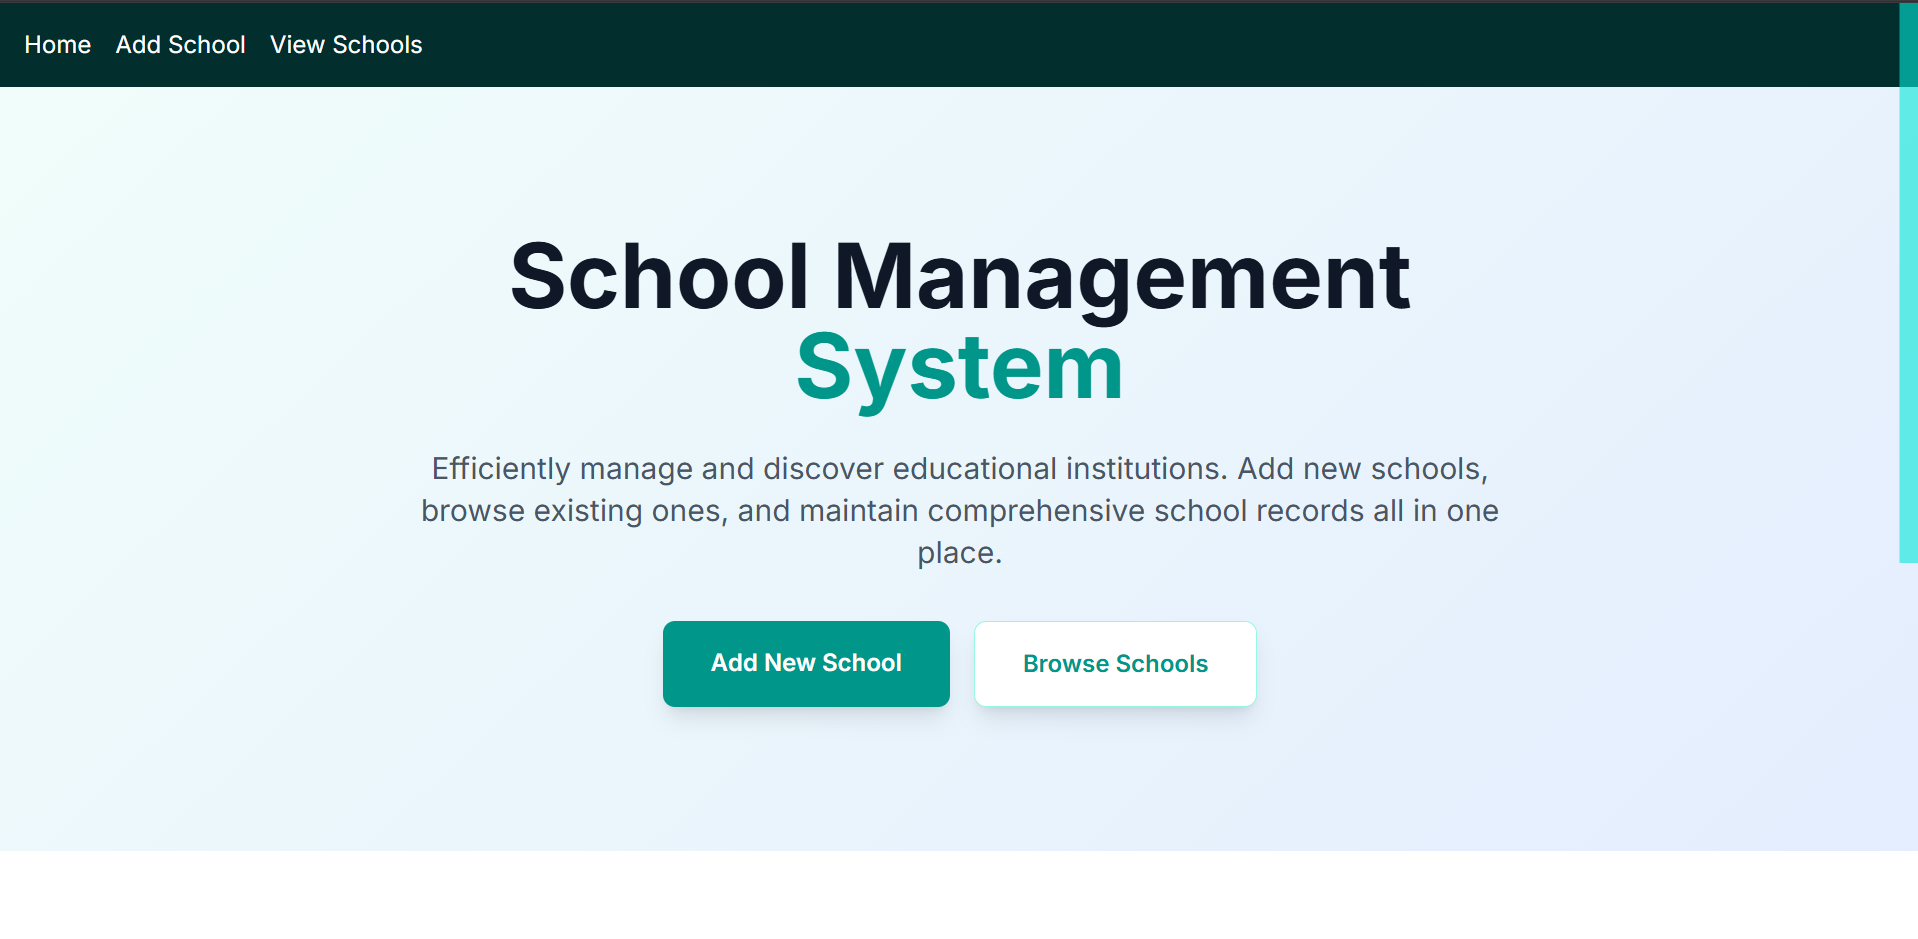 Home Add School View Schools
School Management
System
Efficiently manage and discover educational institutions. Add new schools,
browse existing ones, and maintain comprehensive school records all in one
place.
Add New School Browse Schools